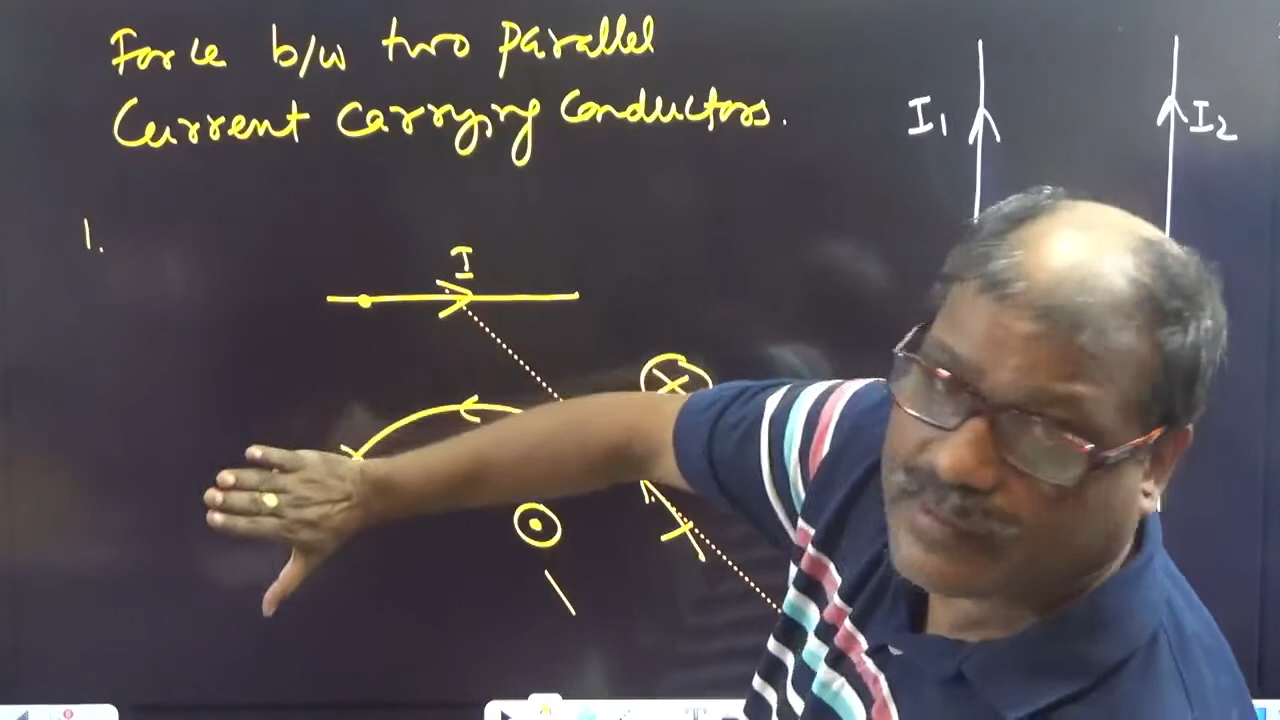 Force b/w two parallel
Current Carrying Conductors.
I₁
I₂
1.
I